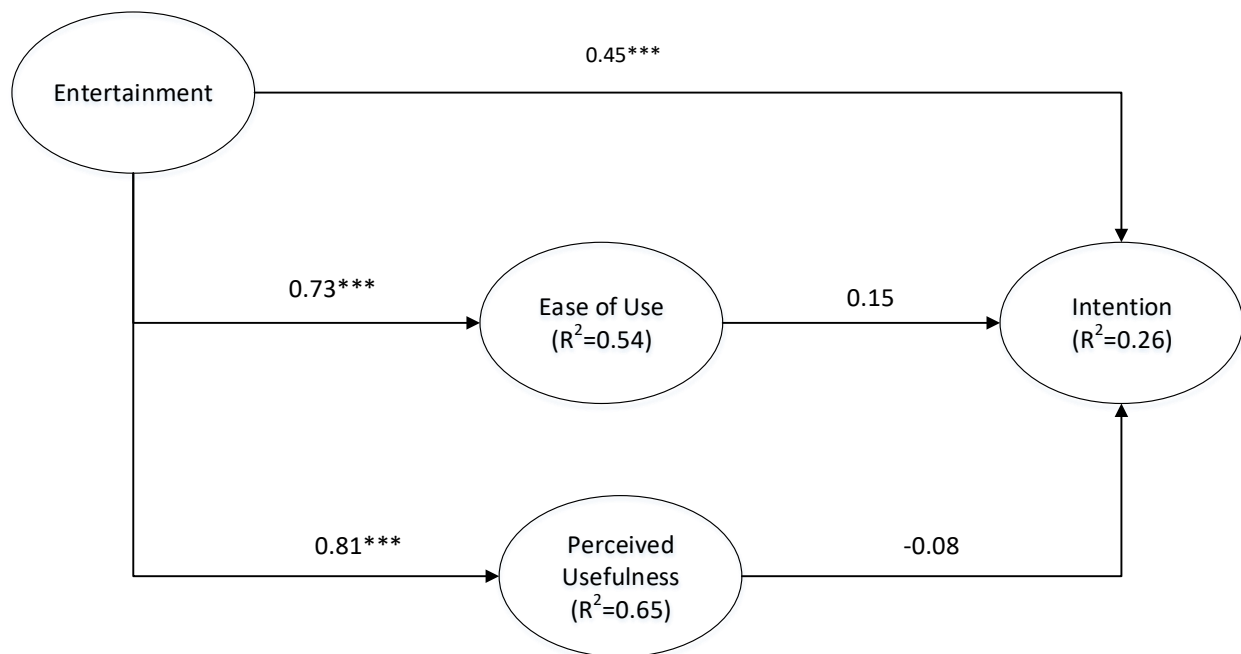 0.45***
Entertainment
0.73***
Ease of Use
(R²=0.54)
0.15
Intention
(R²=0.26)
0.81***
Perceived
Usefulness
(R²=0.65)
-0.08